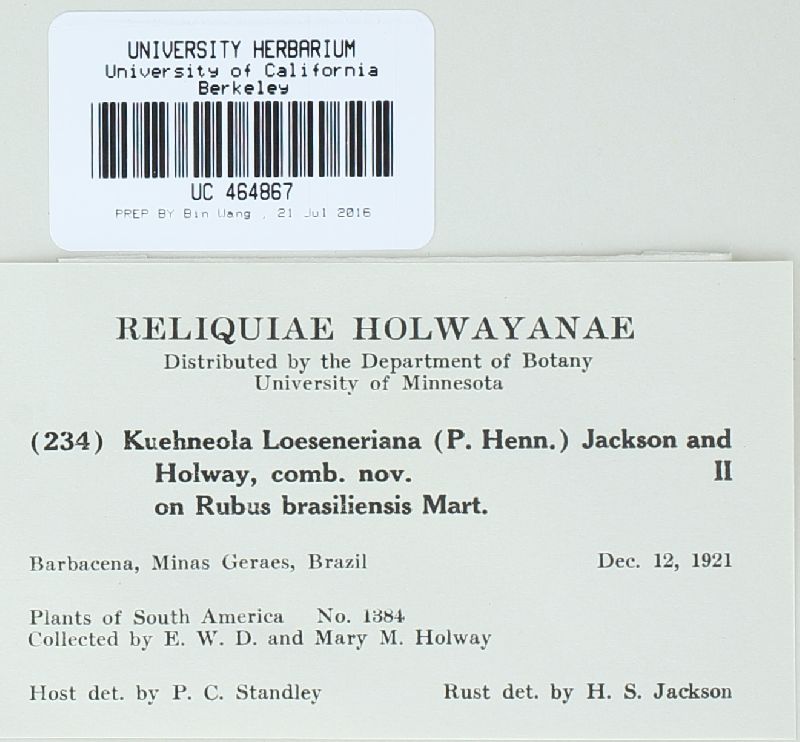 UNIVERSITY HERBARIUM
University of California
Berkeley
UC 464867
PREP BY Bin Wang , 21 Jul 2016
RELIQUIAE HOLWAYANAE
Distributed by the Department of Botany
University of Minnesota
(234) Kuehneola Loeseneriana (P. Henn.) Jackson and
Holway, comb. nov. II
on Rubus brasiliensis Mart.
Barbacena, Minas Geraes, Brazil Dec. 12, 1921
Plants of South America No. 1384
Collected by E. W. D. and Mary M. Holway
Host det. by P. C. Standley Rust det. by H. S. Jackson